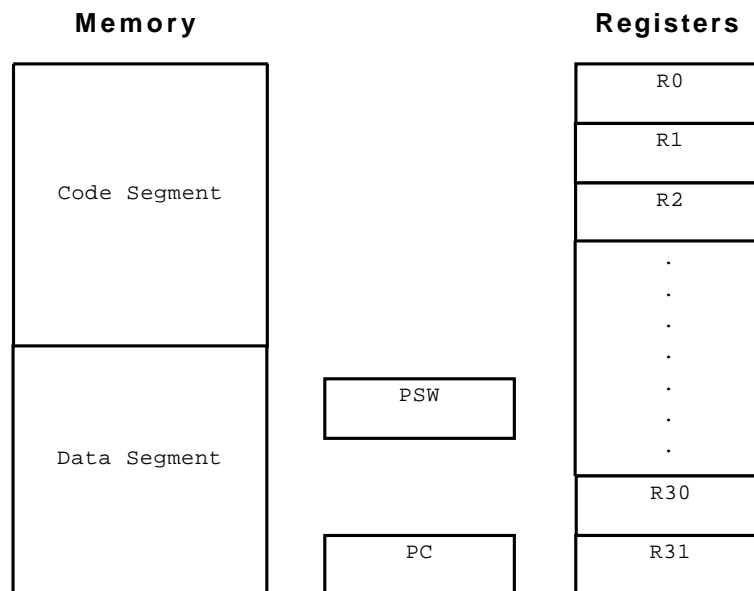 Memory
Registers
R0
R1
Code Segment
R2
.
.
.
.
.
.
.
PSW
Data Segment
R30
PC
R31